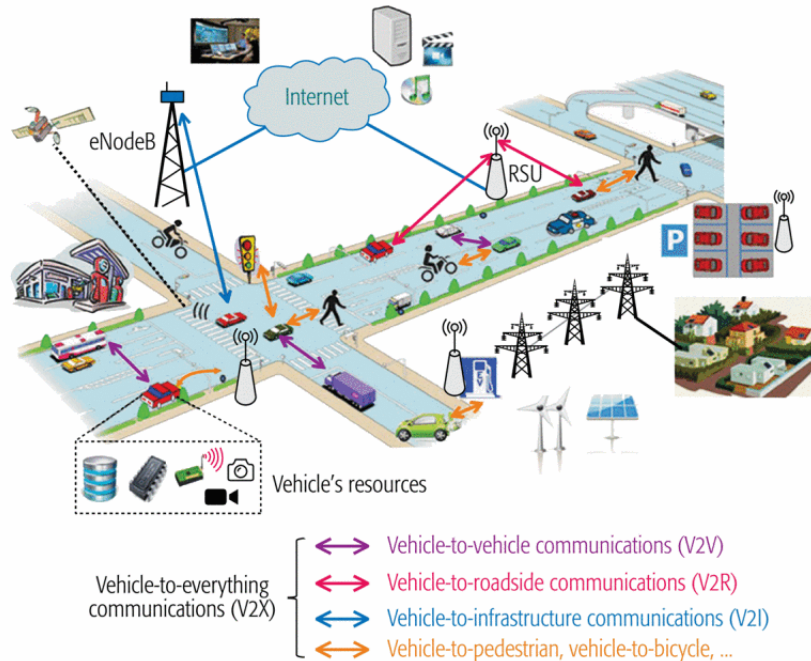 Internet
eNodeB
RSU
P
Vehicle's resources
Vehicle-to-everything
communications (V2X)
Vehicle-to-vehicle communications (V2V)
Vehicle-to-roadside communications (V2R)
Vehicle-to-infrastructure communications (V2I)
Vehicle-to-pedestrian, vehicle-to-bicycle, ...